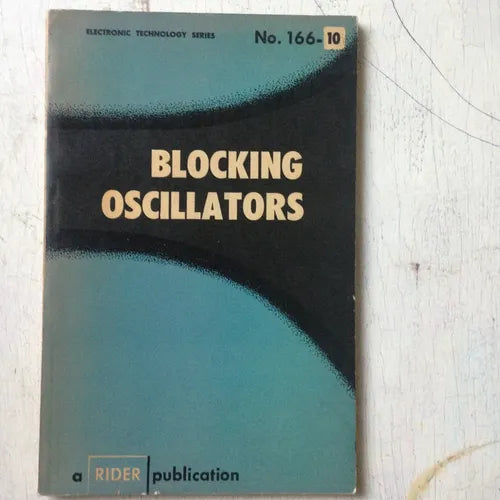 ELECTRONIC TECHNOLOGY SERIES No. 166-10
BLOCKING
OSCILLATORS
a RIDER publication